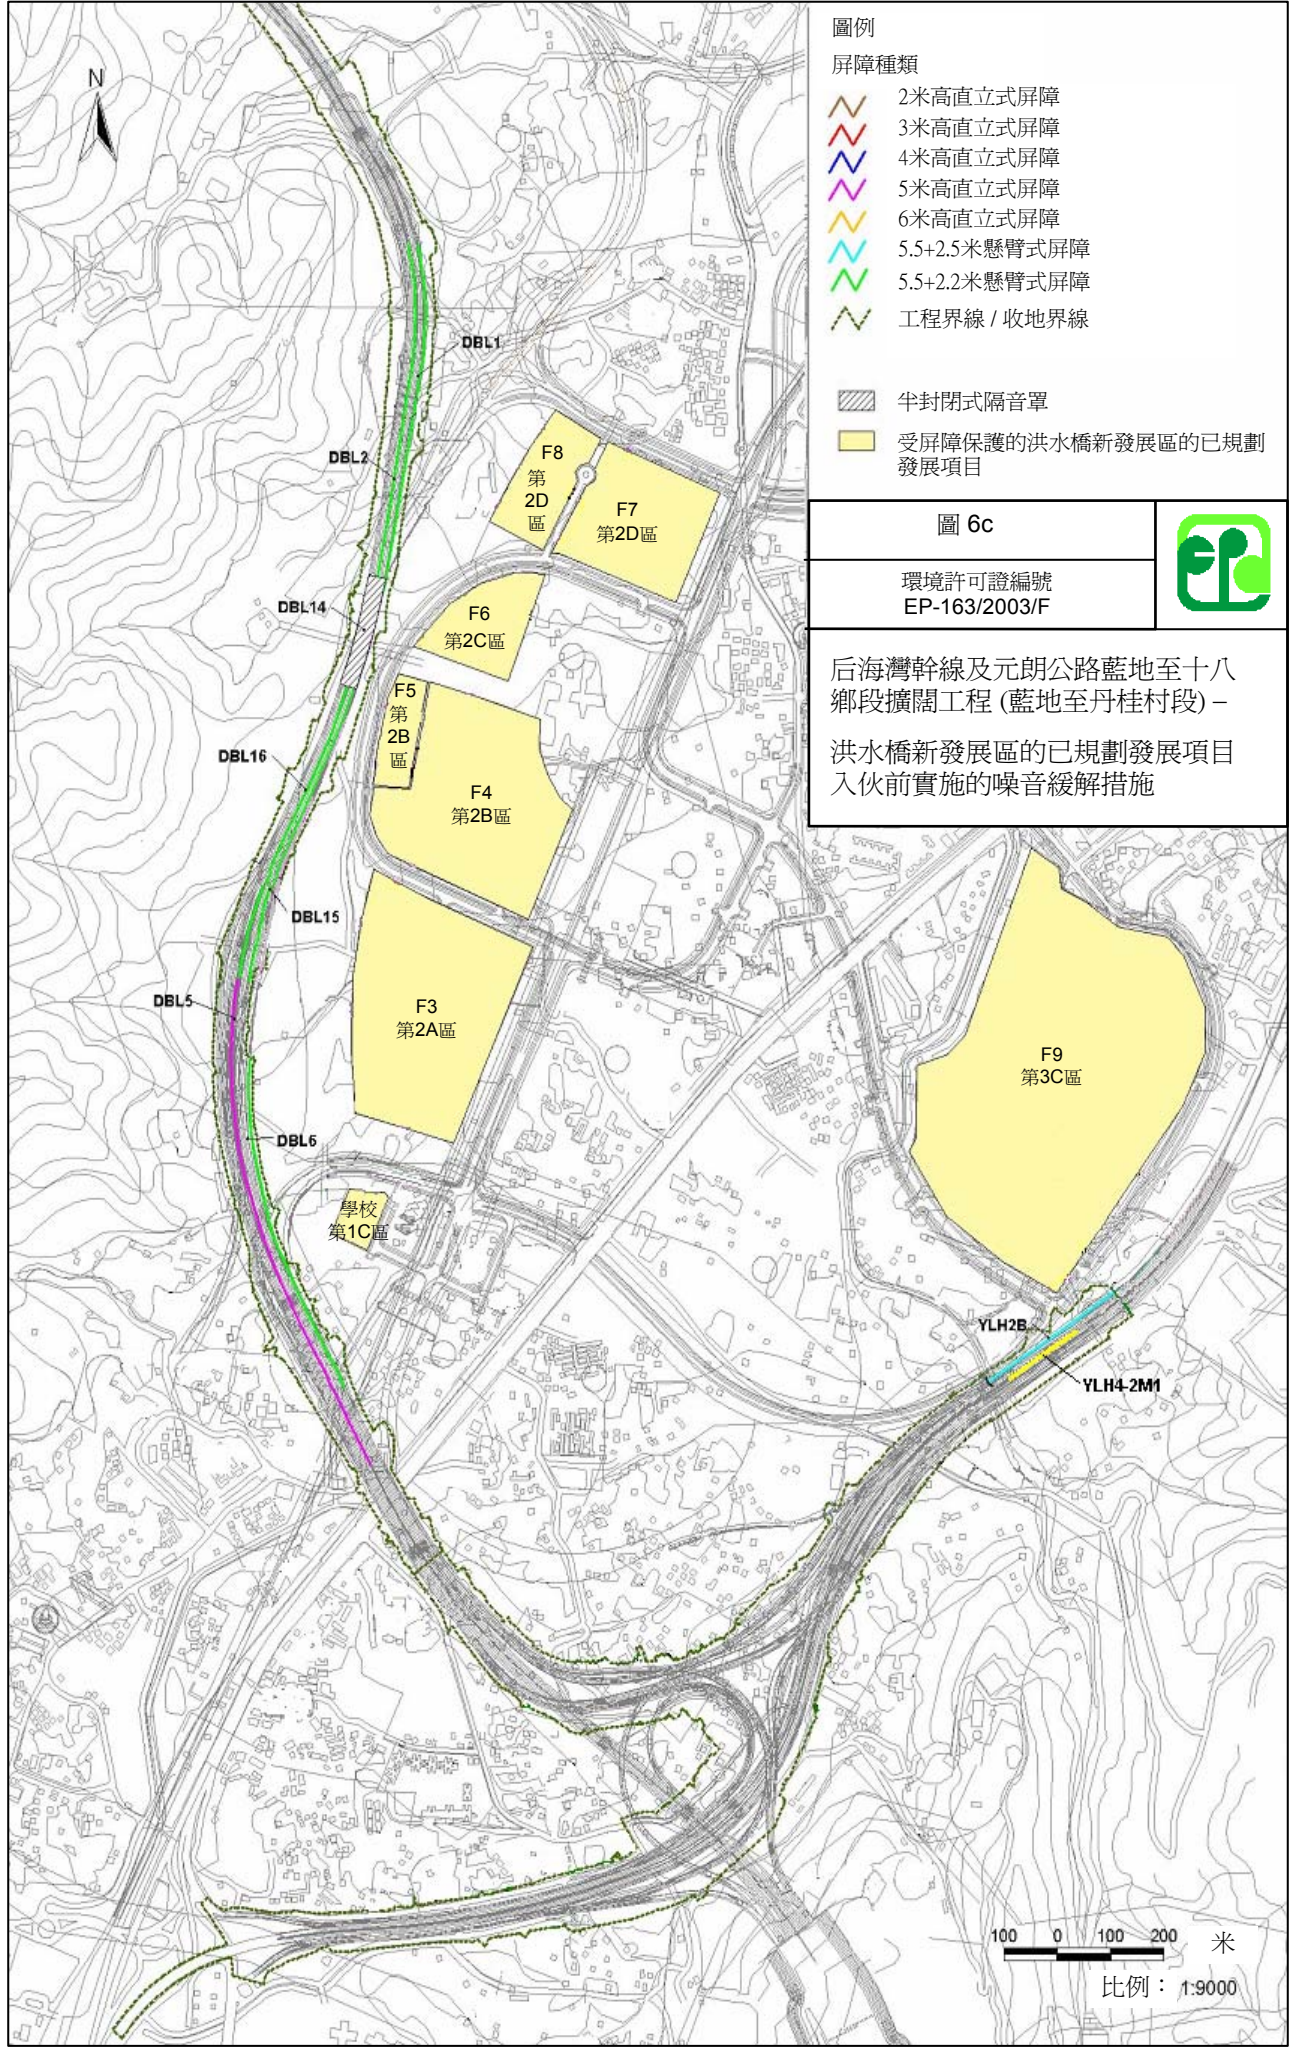 圖例
屏障種類
2米高直立式屏障
3米高直立式屏障
4米高直立式屏障
5米高直立式屏障
6米高直立式屏障
5.5+2.5米懸臂式屏障
5.5+2.2米懸臂式屏障
工程界線 / 收地界線
半封閉式隔音罩
受屏障保護的洪水橋新發展區的已規劃
發展項目
圖 6c
環境許可證編號
EP-163/2003/F
后海灣幹線及元朗公路藍地至十八
鄉段擴闊工程 (藍地至丹桂村段) –
洪水橋新發展區的已規劃發展項目
入伙前實施的噪音緩解措施
N
DBL1
DBL2
F8
第
2D
區
F7
第2D區
DBL14
F6
第2C區
F5
第
2B
區
DBL16
F4
第2B區
DBL15
DBL5
F3
第2A區
F9
第3C區
DBL6
學校
第1C區
YLH2B
YLH4-2M1
100 0 100 200 米
比例： 1:9000